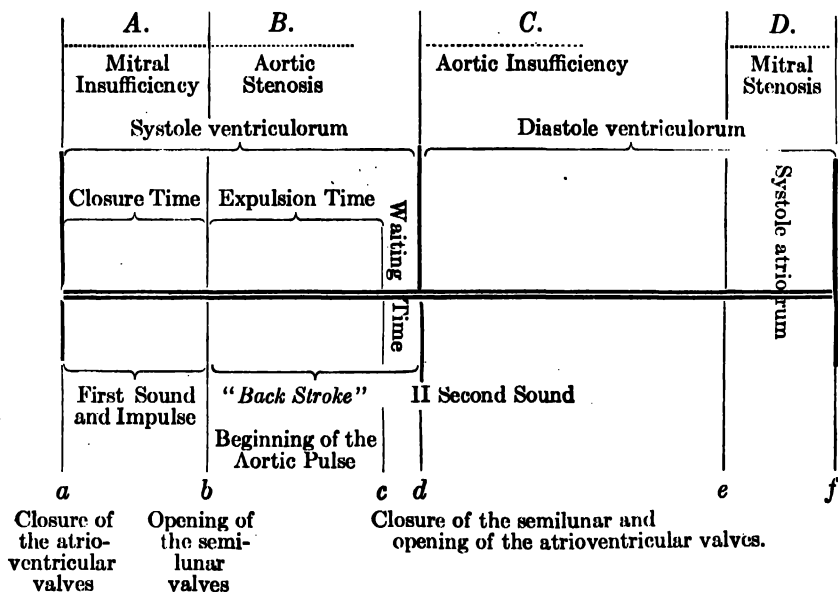 A. B. C. D.
Mitral Insufficiency
Aortic Stenosis
Aortic Insufficiency
Mitral Stenosis
Systole ventriculorum
Diastole ventriculorum
Closure Time
Expulsion Time
Waiting Time
Systole atriorum
First Sound
and Impulse
"Back Stroke"
Beginning of the
Aortic Pulse
II Second Sound
a b c d e f
Closure of
the atrio-
ventricular
valves
Opening of
the semi-
lunar
valves
Closure of the semilunar and
opening of the atrioventricular valves.